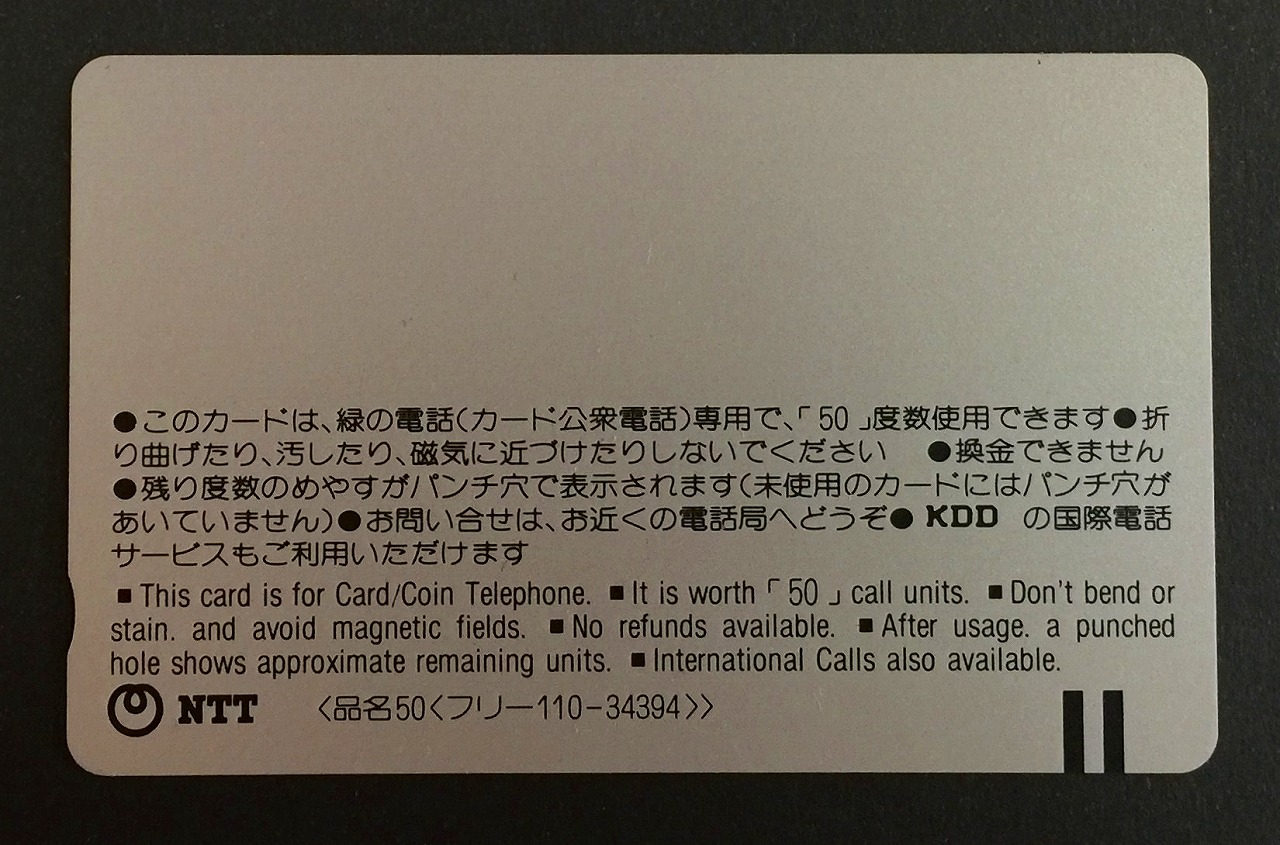 ●このカードは、緑の電話(カード公衆電話)専用で、「 50 」度数使用できます●折
り曲げたり、汚したり、磁気に近づけたりしないでください ●換金できません
●残り度数のめやすがパンチ穴で表示されます(未使用のカードにはパンチ穴が
あいていません)●お問い合せは、お近くの電話局へどうぞ● KDD の国際電話
サービスもご利用いただけます
■This card is for Card/Coin Telephone. ■It is worth「 50 」call units. ■Don't bend or
stain. and avoid magnetic fields. ■No refunds available. ■After usage. a punched
hole shows approximate remaining units. ■International Calls also available.
NTT 〈品名50〈フリー110-34394〉〉